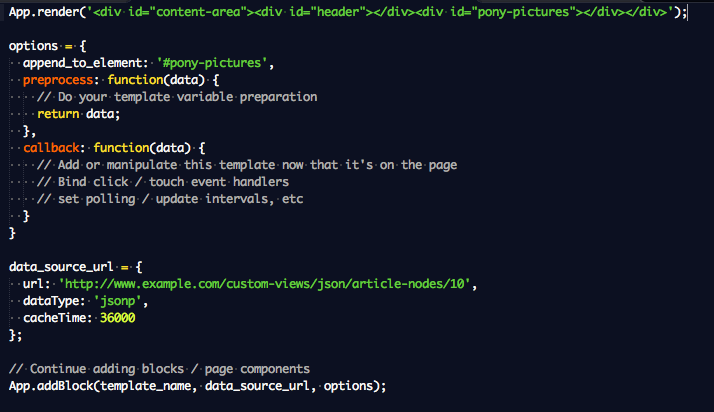 App.render('<div id="content-area"><div id="header"></div><div id="pony-pictures"></div></div>');
options = {
  append_to_element: '#pony-pictures',
  preprocess: function(data) {
    // Do your template variable preparation
    return data;
  },
  callback: function(data) {
    // Add or manipulate this template now that it's on the page
    // Bind click / touch event handlers
    // set polling / update intervals, etc
  }
}
data_source_url = {
  url: 'http://www.example.com/custom-views/json/article-nodes/10',
  dataType: 'jsonp',
  cacheTime: 36000
};
// Continue adding blocks / page components
App.addBlock(template_name, data_source_url, options);